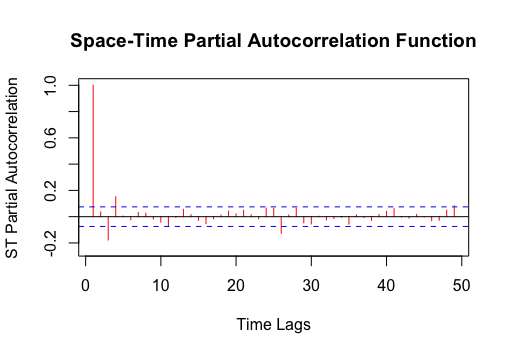 Space-Time Partial Autocorrelation Function
ST Partial Autocorrelation
1.0
0.6
0.2
-0.2
0 10 20 30 40 50
Time Lags